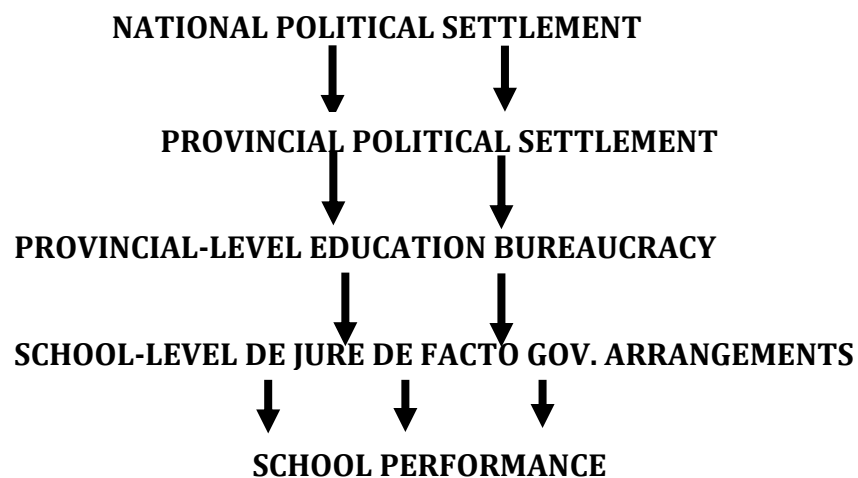 NATIONAL POLITICAL SETTLEMENT
PROVINCIAL POLITICAL SETTLEMENT
PROVINCIAL-LEVEL EDUCATION BUREAUCRACY
SCHOOL-LEVEL DE JURE DE FACTO GOV. ARRANGEMENTS
SCHOOL PERFORMANCE